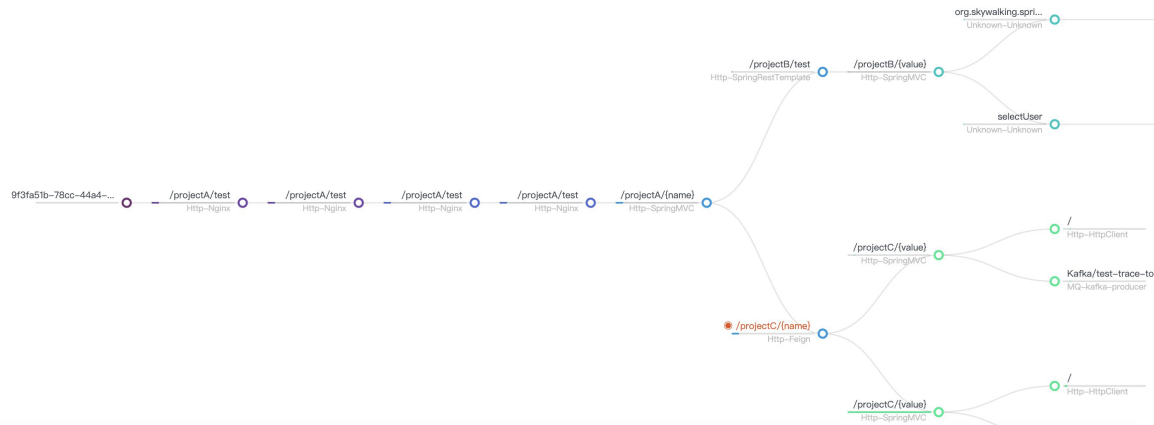 org.skywalking.spri...
Unknown-Unknown
/projectB/test
Http-SpringRestTemplate
/projectB/{value}
Http-SpringMVC
selectUser
Unknown-Unknown
9f3fa51b-78cc-44a4-...
/projectA/test
Http-Nginx
/projectA/test
Http-Nginx
/projectA/test
Http-Nginx
/projectA/test
Http-Nginx
/projectA/{name}
Http-SpringMVC
/projectC/{value}
Http-SpringMVC
/
Http-HttpClient
Kafka/test-trace-to
MQ-kafka-producer
/projectC/{name}
Http-Feign
/projectC/{value}
Http-SpringMVC
/
Http-HttpClient